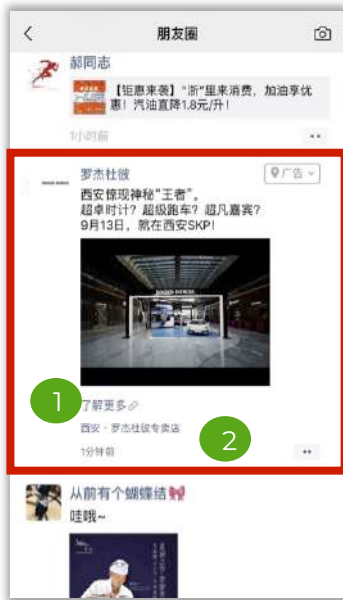 朋友圈
郝同志
【钜惠来袭】“浙”里来消费，加油享优
惠！汽油直降1.8元/升！
1小时前
罗杰杜彼
广告
西安惊现神秘“王者”。
超卓时计？超级跑车？超凡嘉宾？
9月13日，就在西安SKP!
ROGER DUBUIS
1
了解更多
西安 · 罗杰杜彼专卖店
2
1分钟前
从前有个蝴蝶结
哇哦~